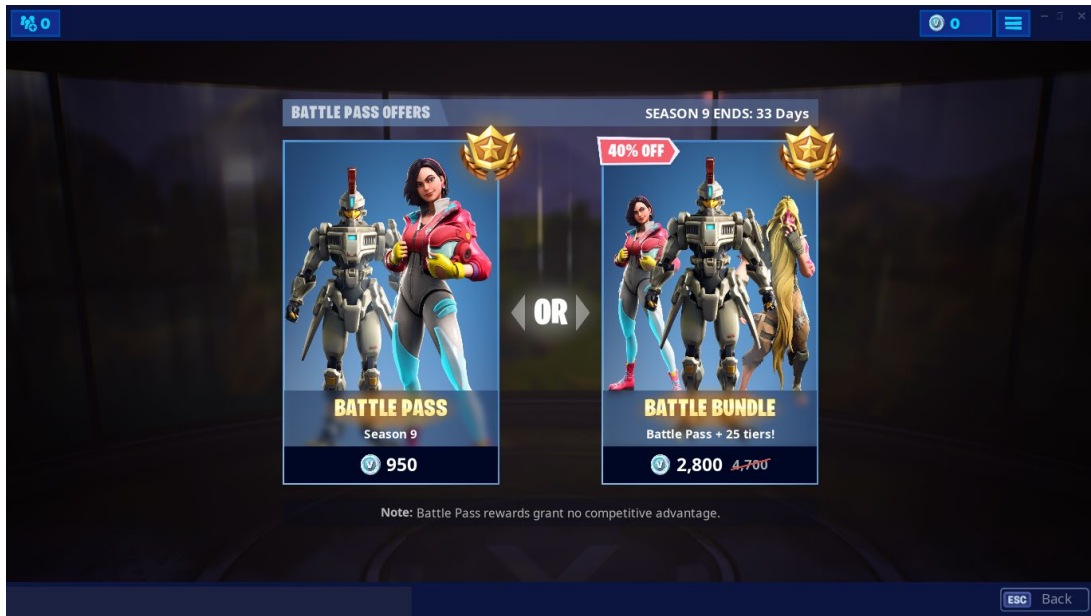 0
0
BATTLE PASS OFFERS
SEASON 9 ENDS: 33 Days
40% OFF
OR
BATTLE PASS
Season 9
V 950
BATTLE BUNDLE
Battle Pass + 25 tiers!
V 2,800 4,700
Note: Battle Pass rewards grant no competitive advantage.
ESC Back